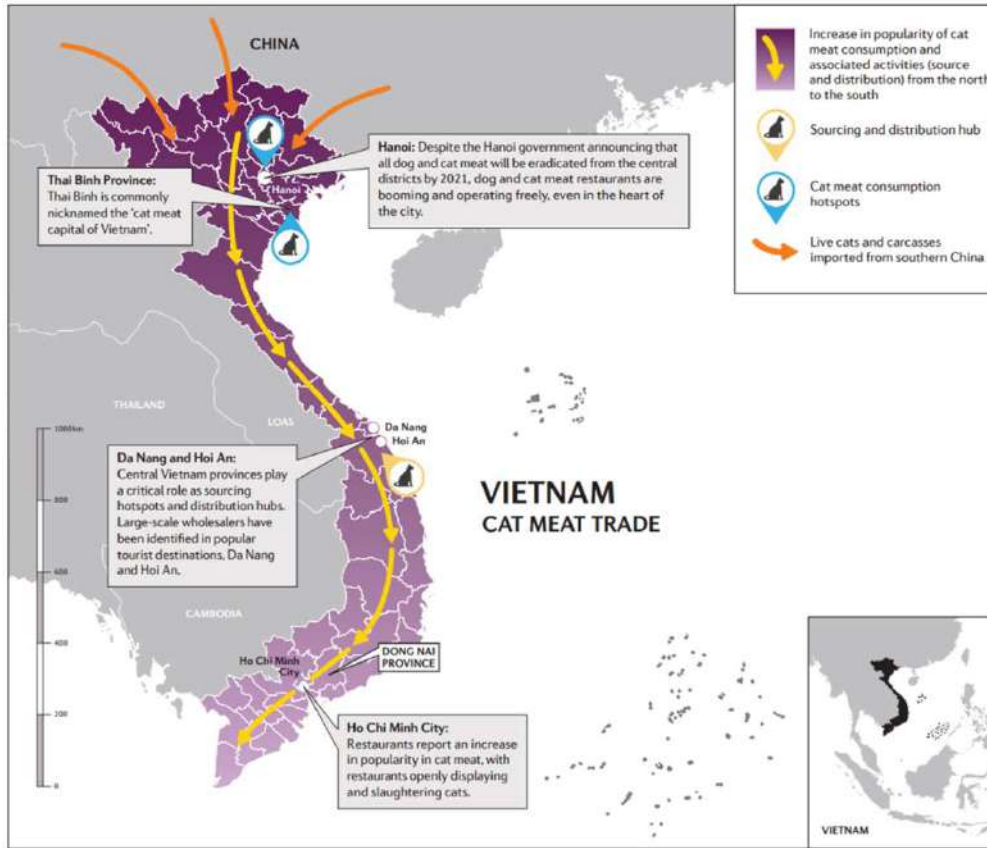 CHINA
Increase in popularity of cat
meat consumption and
associated activities (source
and distribution) from the north
to the south
Sourcing and distribution hub
Cat meat consumption
hotspots
Live cats and carcasses
imported from southern China
Hanoi: Despite the Hanoi government announcing that
all dog and cat meat will be eradicated from the central
districts by 2021, dog and cat meat restaurants are
booming and operating freely, even in the heart of
the city.
Thai Binh Province:
Thai Binh is commonly
nicknamed the 'cat meat
capital of Vietnam'.
Hanoi
THAILAND
LOAS
1000km
800
600
400
200
0
Da Nang
Hoi An
Da Nang and Hoi An:
Central Vietnam provinces play
a critical role as sourcing
hotspots and distribution hubs.
Large-scale wholesalers have
been identified in popular
tourist destinations, Da Nang
and Hoi An.
VIETNAM
CAT MEAT TRADE
CAMBODIA
Ho Chi Minh
City
DONG NAI
PROVINCE
Ho Chi Minh City:
Restaurants report an increase
in popularity in cat meat, with
restaurants openly displaying
and slaughtering cats.
VIETNAM